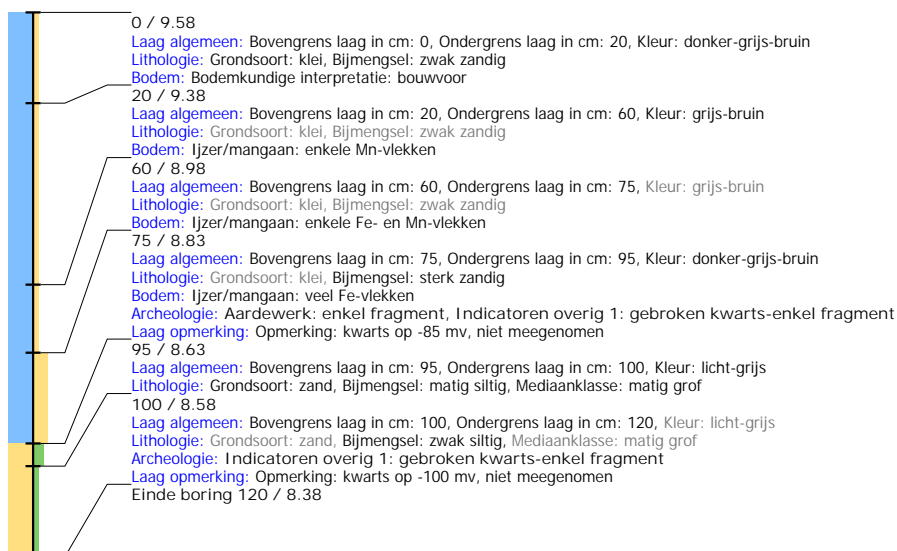 0 / 9.58
Laag algemeen: Bovengrens laag in cm: 0, Ondergrens laag in cm: 20, Kleur: donker-grijs-bruin
Lithologie: Grondsoort: klei, Bijmengsel: zwak zandig
Bodem: Bodemkundige interpretatie: bouwvoor
20 / 9.38
Laag algemeen: Bovengrens laag in cm: 20, Ondergrens laag in cm: 60, Kleur: grijs-bruin
Lithologie: Grondsoort: klei, Bijmengsel: zwak zandig
Bodem: Ijzer/mangaan: enkele Mn-vlekken
60 / 8.98
Laag algemeen: Bovengrens laag in cm: 60, Ondergrens laag in cm: 75, Kleur: grijs-bruin
Lithologie: Grondsoort: klei, Bijmengsel: zwak zandig
Bodem: Ijzer/mangaan: enkele Fe- en Mn-vlekken
75 / 8.83
Laag algemeen: Bovengrens laag in cm: 75, Ondergrens laag in cm: 95, Kleur: donker-grijs-bruin
Lithologie: Grondsoort: klei, Bijmengsel: sterk zandig
Bodem: Ijzer/mangaan: veel Fe-vlekken
Archeologie: Aardewerk: enkel fragment, Indicatoren overig 1: gebroken kwarts-enkel fragment
Laag opmerking: Opmerking: kwarts op -85 mv, niet meegenomen
95 / 8.63
Laag algemeen: Bovengrens laag in cm: 95, Ondergrens laag in cm: 100, Kleur: licht-grijs
Lithologie: Grondsoort: zand, Bijmengsel: matig siltig, Mediaanklasse: matig grof
100 / 8.58
Laag algemeen: Bovengrens laag in cm: 100, Ondergrens laag in cm: 120, Kleur: licht-grijs
Lithologie: Grondsoort: zand, Bijmengsel: zwak siltig, Mediaanklasse: matig grof
Archeologie: Indicatoren overig 1: gebroken kwarts-enkel fragment
Laag opmerking: Opmerking: kwarts op -100 mv, niet meegenomen
Einde boring 120 / 8.38